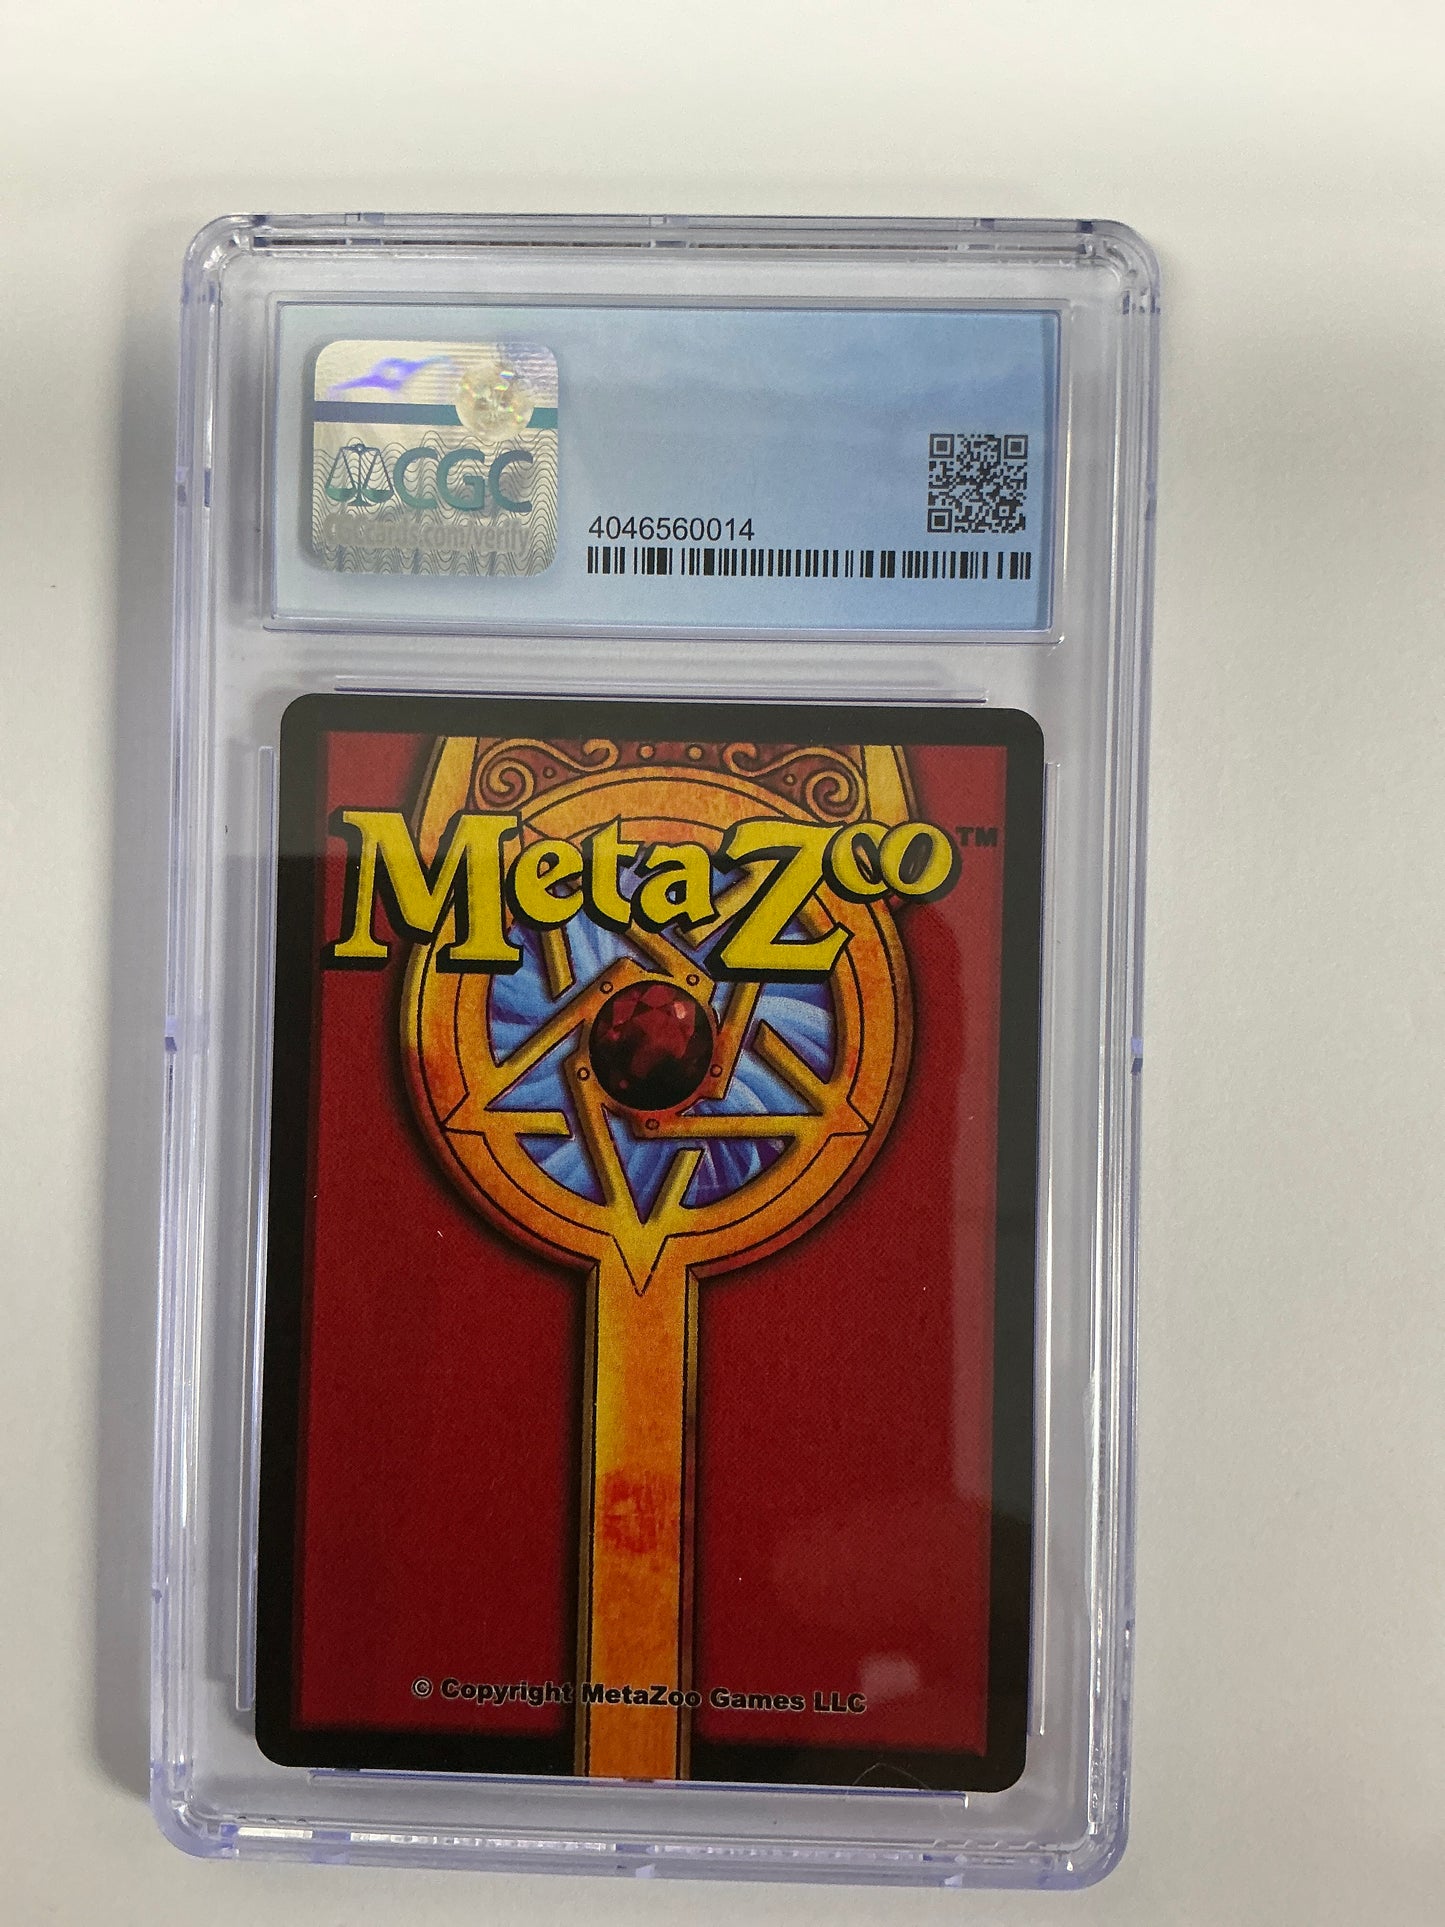 CGC
CGCcards.com/verify
4046560014
MetaZoo™
© Copyright MetaZoo Games LLC